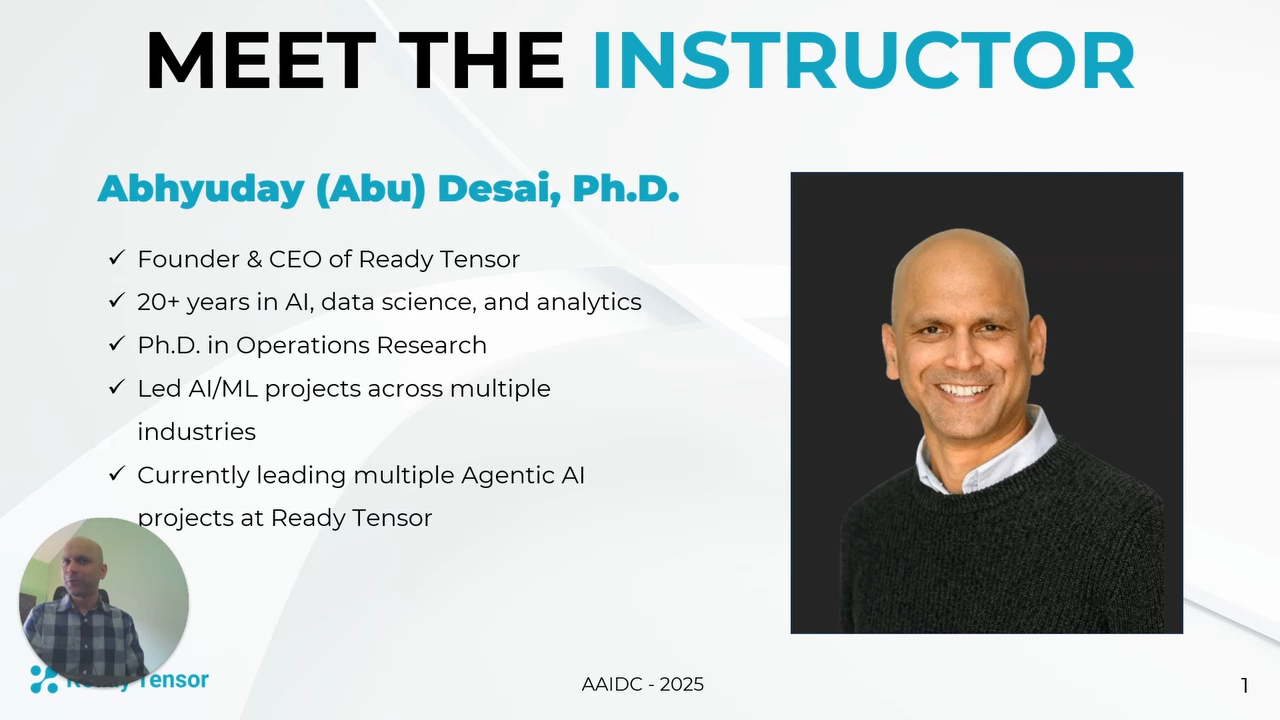 MEET THE INSTRUCTOR
Abhyuday (Abu) Desai, Ph.D.
✓ Founder & CEO of Ready Tensor
✓ 20+ years in AI, data science, and analytics
✓ Ph.D. in Operations Research
✓ Led AI/ML projects across multiple
industries
✓ Currently leading multiple Agentic AI
projects at Ready Tensor
Ready Tensor
AAIDC - 2025
1